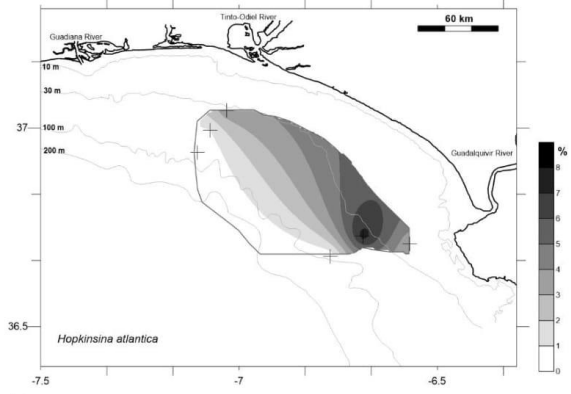 Tinto-Odiel River
60 km
Guadiana River
10 m
30 m
37
100 m
200 m
37
Guadalquivir River
%
8
7
6
5
4
3
2
1
0
36.5
Hopkinsina atlantica
-7.5
-7
-6.5